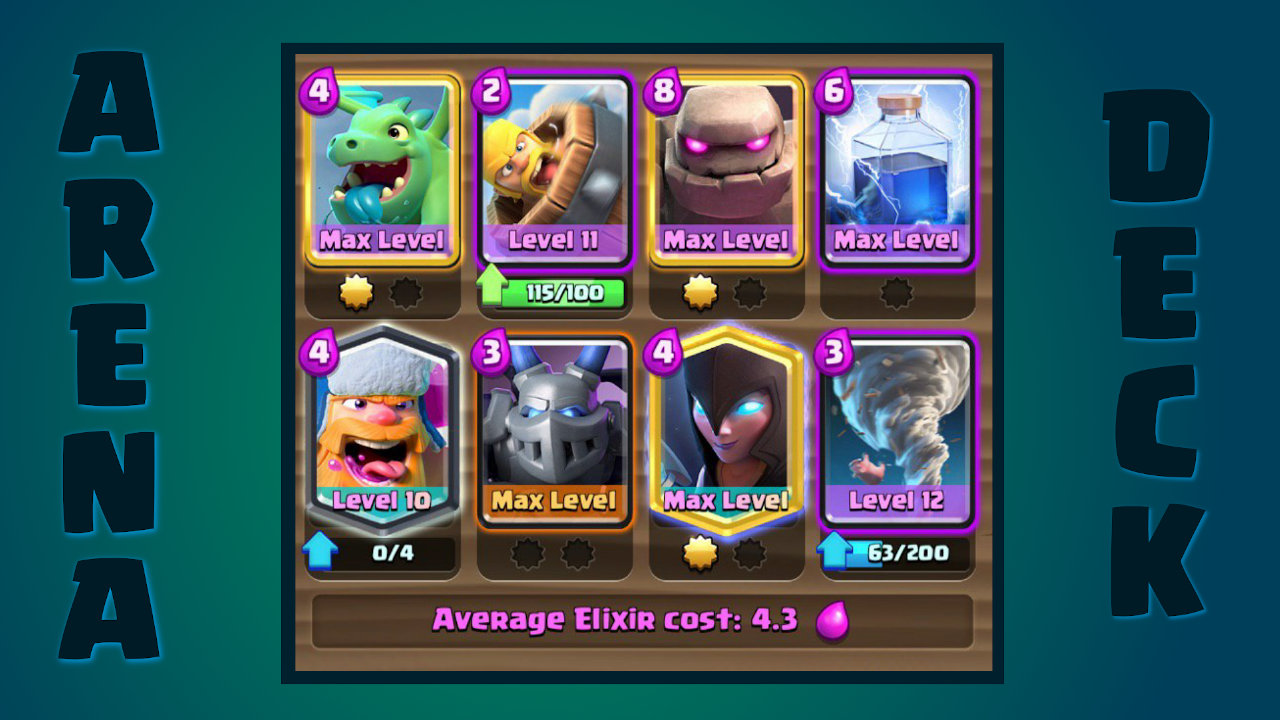 ARENA
DECK
4
2
8
6
Max Level
Level 11
Max Level
Max Level
115/100
4
3
4
3
Level 10
Max Level
Max Level
Level 12
0/4
63/200
Average Elixir cost: 4.3